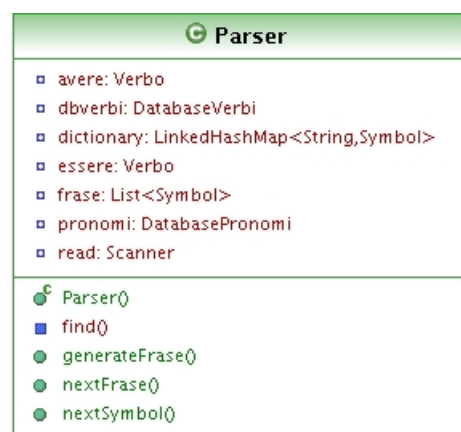 Parser
avere: Verbo
dbverbi: DatabaseVerbi
dictionary: LinkedHashMap<String,Symbol>
essere: Verbo
frase: List<Symbol>
pronomi: DatabasePronomi
read: Scanner
Parser()
find()
generateFrase()
nextFrase()
nextSymbol()